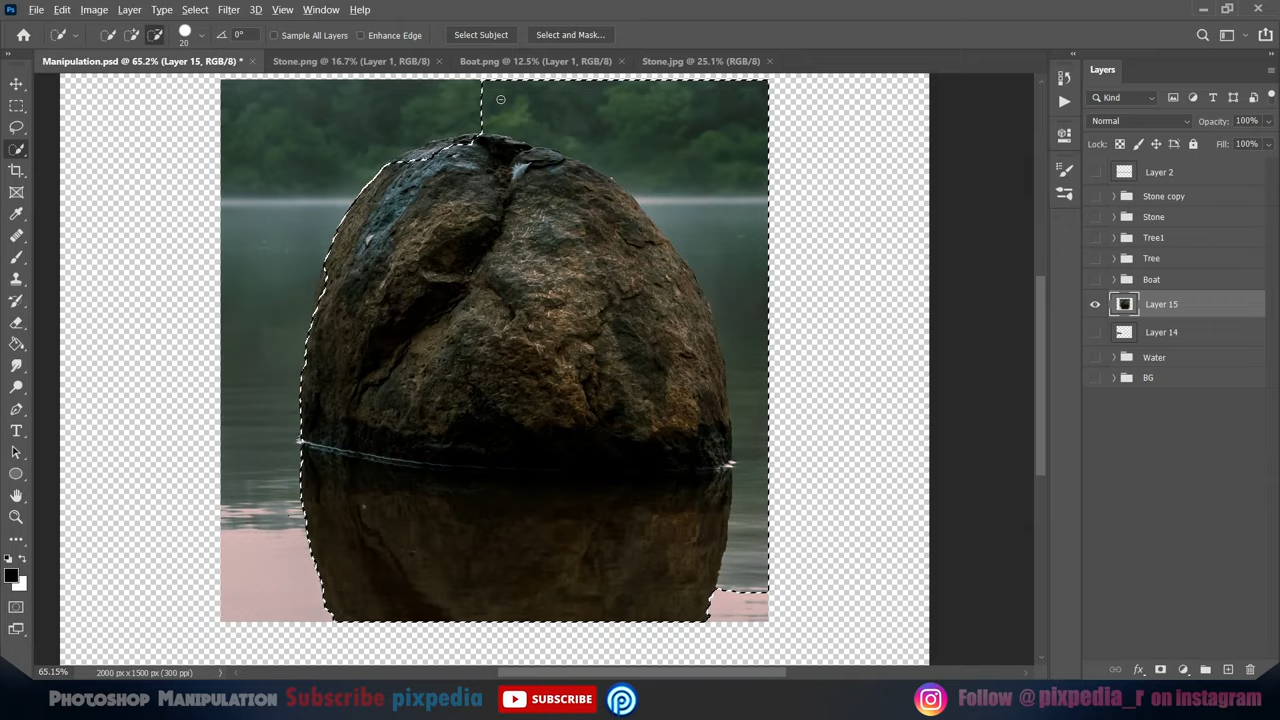 Ps File Edit Image Layer Type Select Filter 3D View Window Help
20 0° Sample All Layers Enhance Edge Select Subject Select and Mask...
Manipulation.psd @ 65.2% (Layer 15, RGB/8) * × Stone.png @ 16.7% (Layer 1, RGB/8) × Boat.png @ 12.5% (Layer 1, RGB/8) × Stone.jpg @ 25.1% (RGB/8) ×
Layers
Kind
Normal Opacity: 100%
Lock: Fill: 100%
Layer 2
Stone copy
Stone
Tree1
Tree
Boat
Layer 15
Layer 14
Water
BG
65.15% 2000 px x 1500 px (300 ppi)
Photoshop Manipulation Subscribe pixpedia SUBSCRIBE Follow @pixpedia_r on instagram